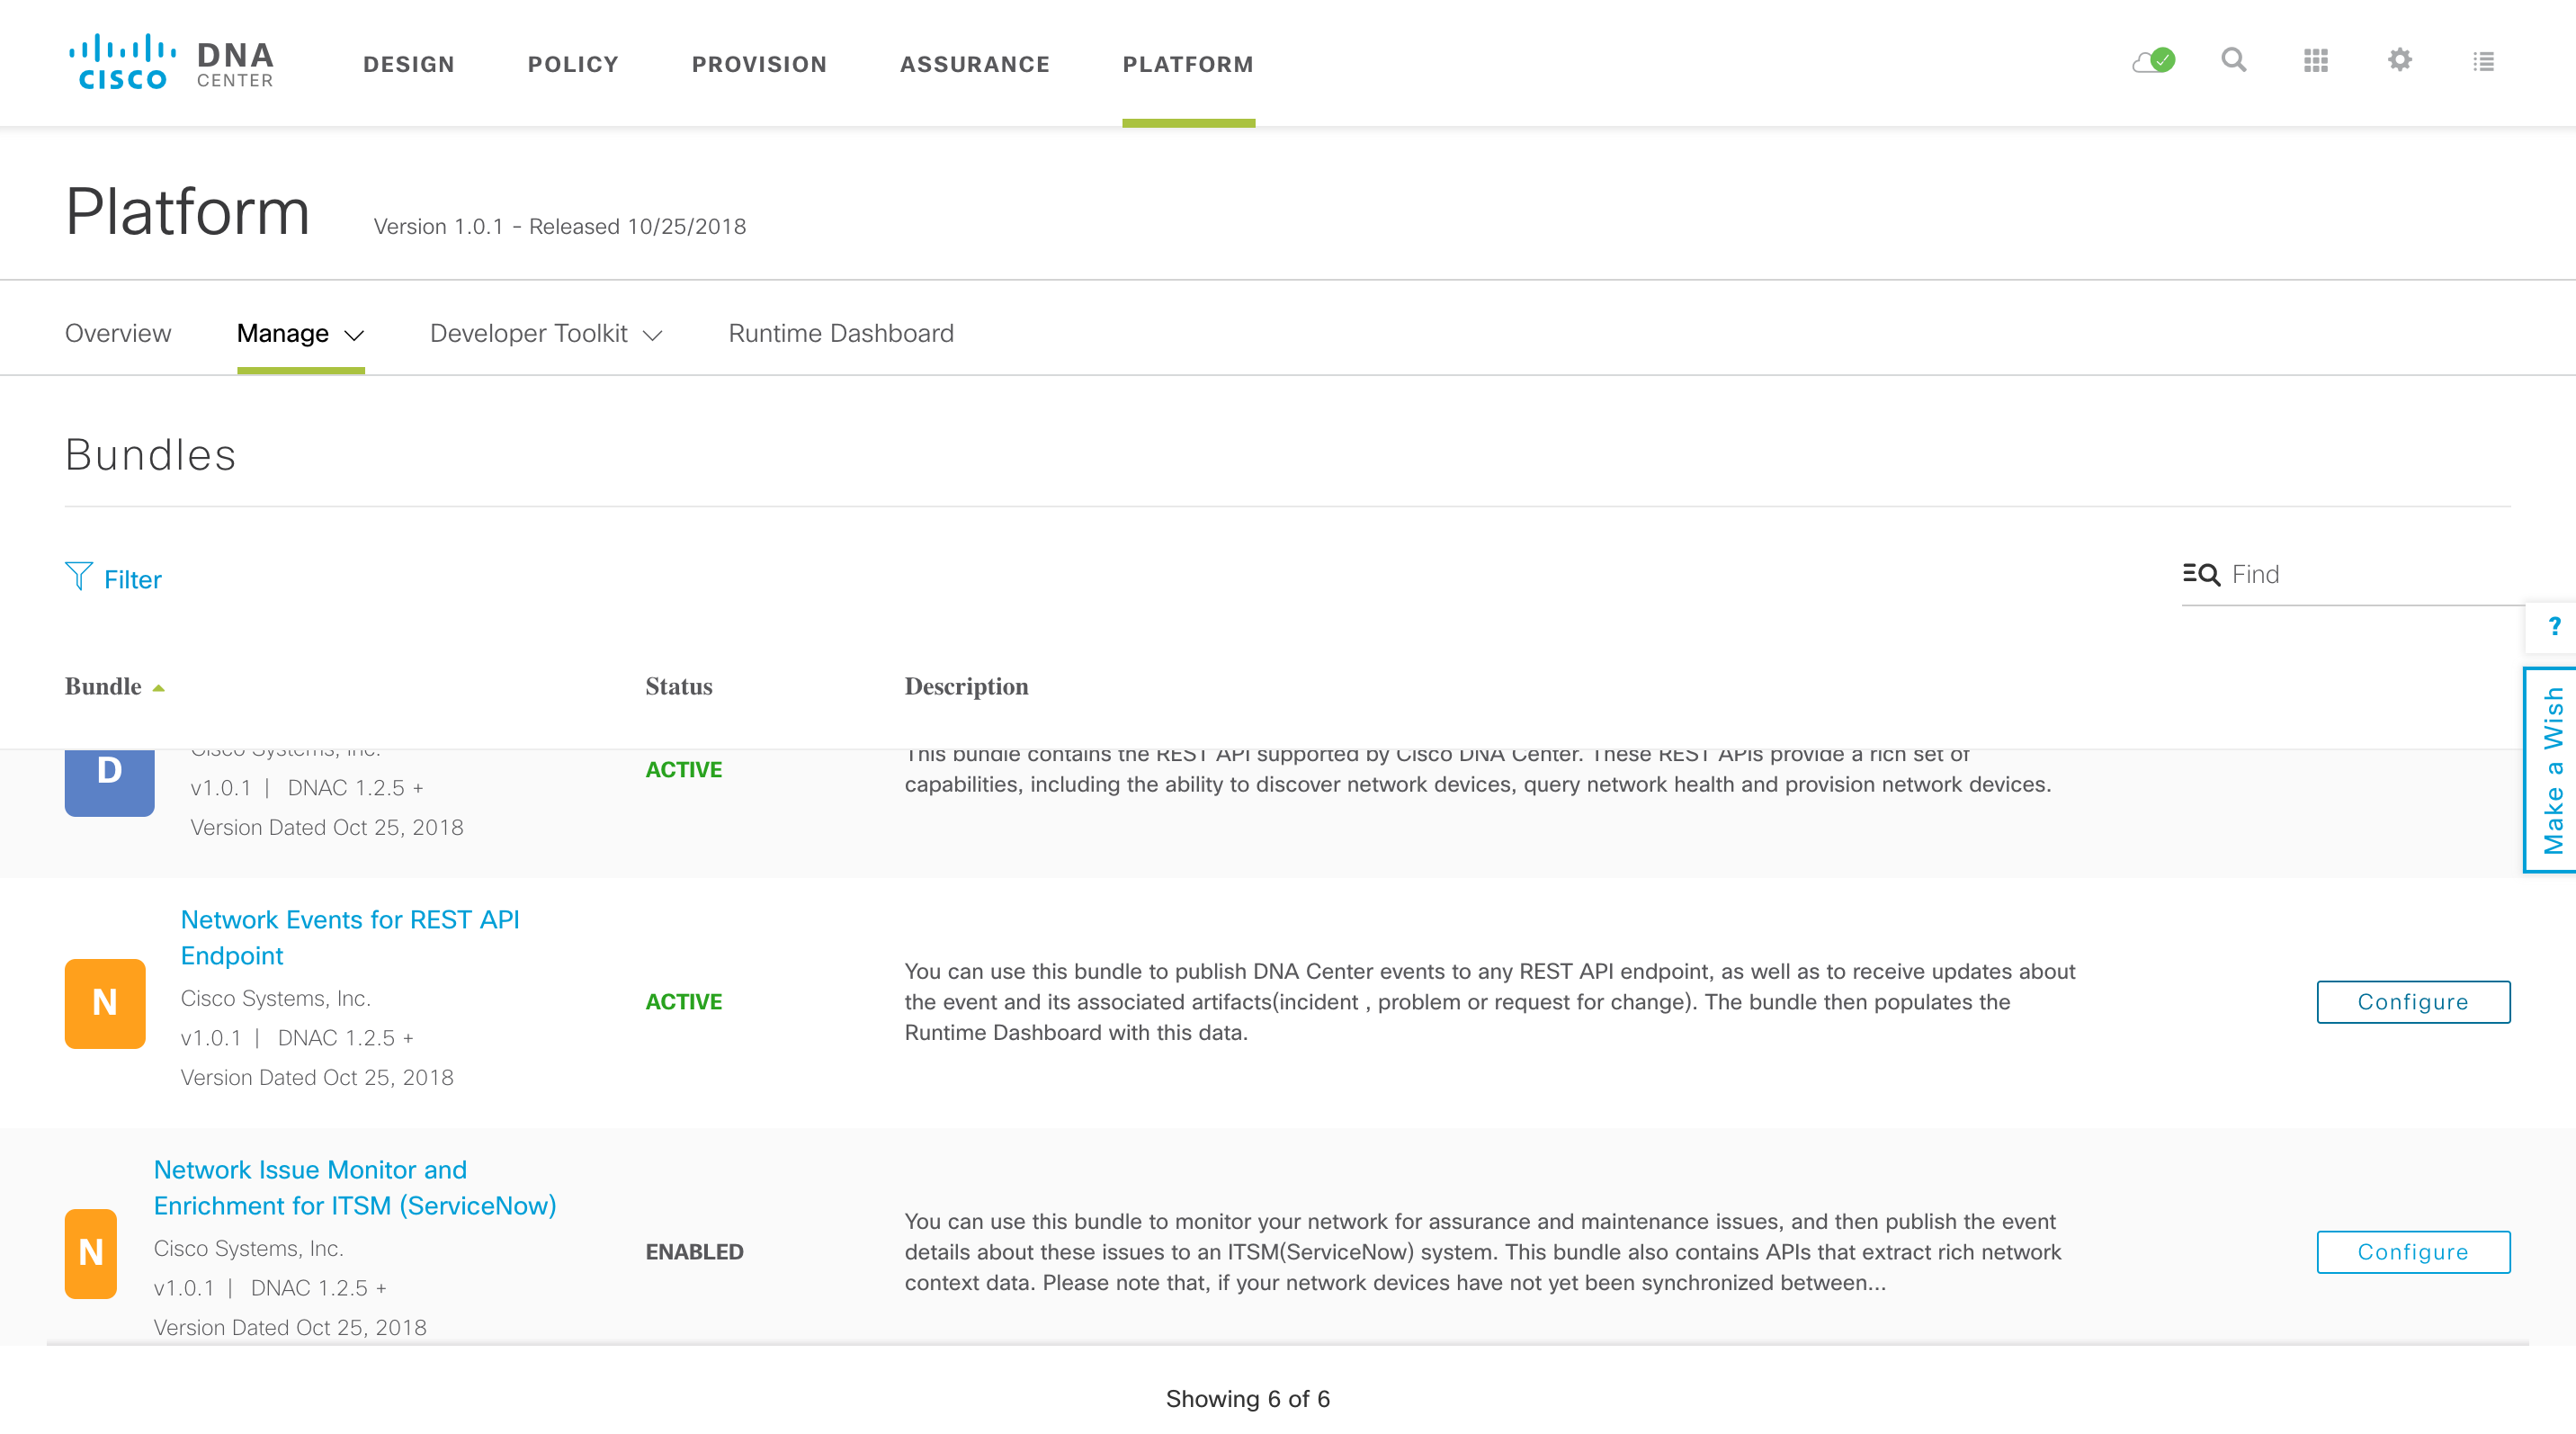 CISCO DNA CENTER DESIGN POLICY PROVISION ASSURANCE PLATFORM
Platform Version 1.0.1 - Released 10/25/2018
Overview Manage Developer Toolkit Runtime Dashboard
Bundles
Filter Find
?
Make a Wish
Bundle Status Description
D
Cisco Systems, Inc.
v1.0.1 | DNAC 1.2.5 +
Version Dated Oct 25, 2018
ACTIVE
This bundle contains the REST API supported by Cisco DNA Center. These REST APIs provide a rich set of
capabilities, including the ability to discover network devices, query network health and provision network devices.
N
Network Events for REST API
Endpoint
Cisco Systems, Inc.
v1.0.1 | DNAC 1.2.5 +
Version Dated Oct 25, 2018
ACTIVE
You can use this bundle to publish DNA Center events to any REST API endpoint, as well as to receive updates about
the event and its associated artifacts(incident , problem or request for change). The bundle then populates the
Runtime Dashboard with this data.
Configure
N
Network Issue Monitor and
Enrichment for ITSM (ServiceNow)
Cisco Systems, Inc.
v1.0.1 | DNAC 1.2.5 +
Version Dated Oct 25, 2018
ENABLED
You can use this bundle to monitor your network for assurance and maintenance issues, and then publish the event
details about these issues to an ITSM(ServiceNow) system. This bundle also contains APIs that extract rich network
context data. Please note that, if your network devices have not yet been synchronized between...
Configure
Showing 6 of 6